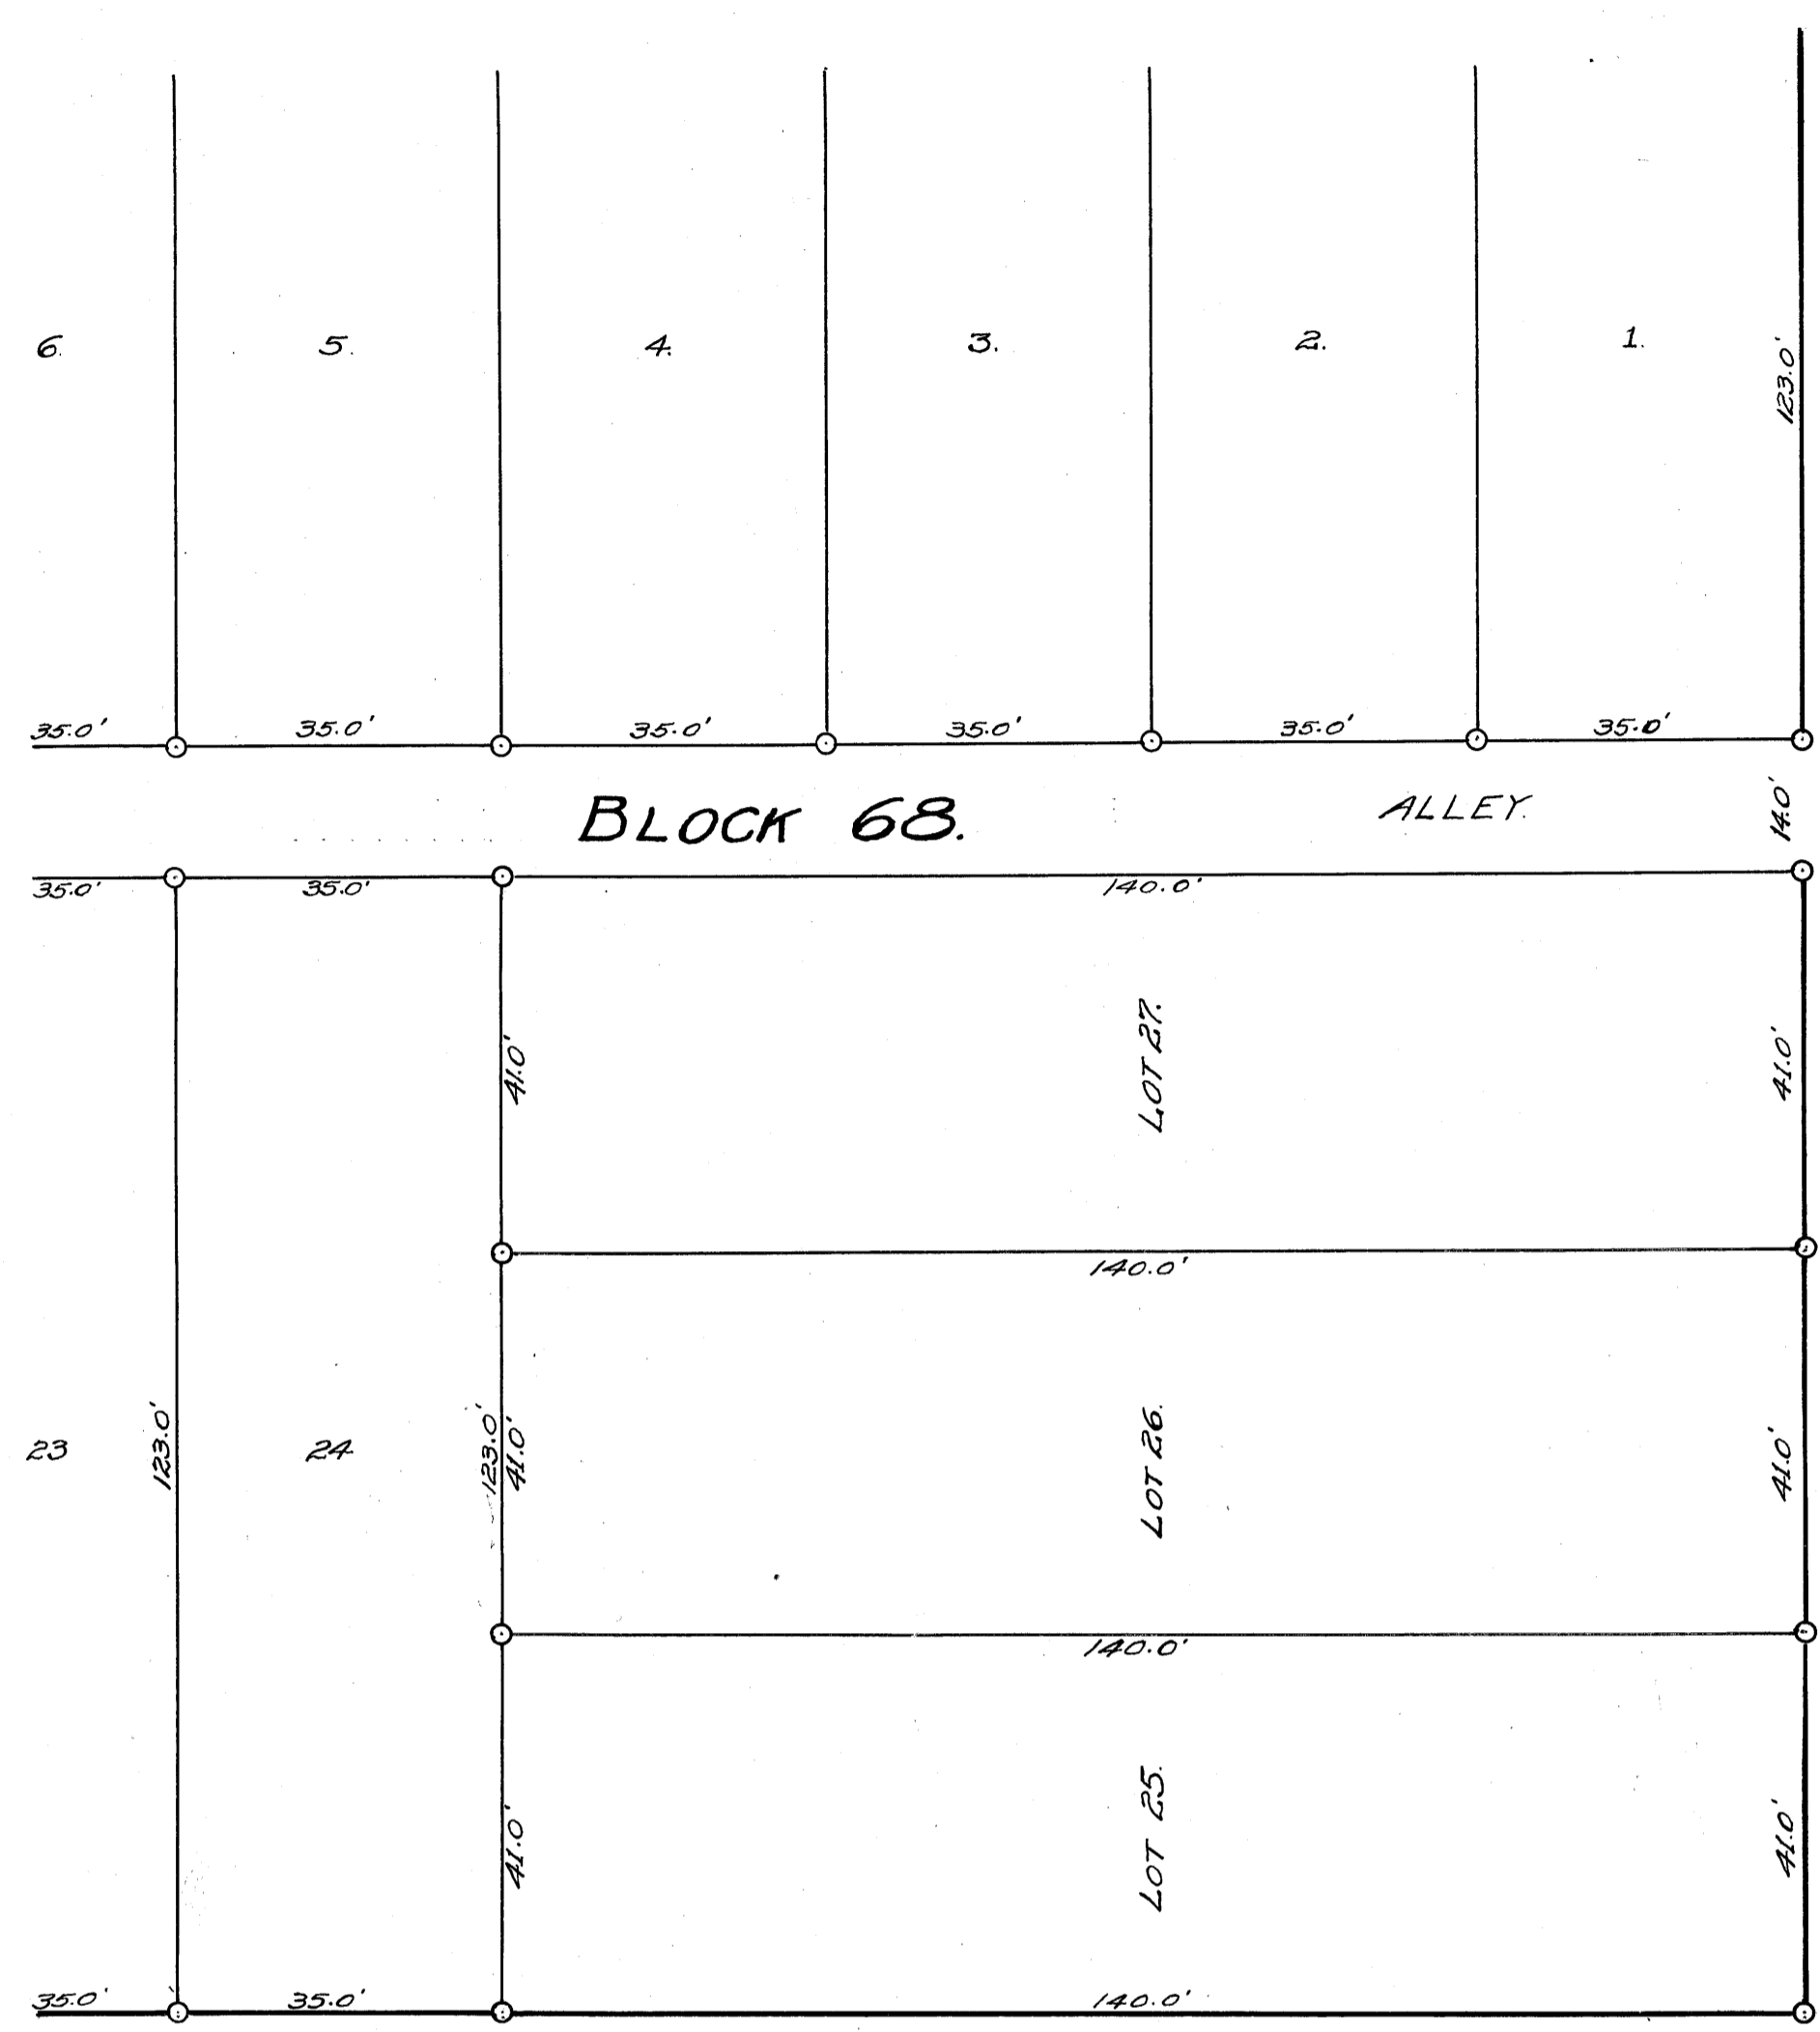 6. 5. 4. 3. 2. 1.
123.0'
35.0' 35.0' 35.0' 35.0' 35.0' 35.0'
BLOCK 68. ALLEY. 14.0'
35.0' 35.0' 140.0'
41.0' LOT 27. 41.0'
140.0'
23 123.0' 24 123.0' 41.0' LOT 26. 41.0'
140.0'
41.0' LOT 25. 41.0'
35.0' 35.0' 140.0'